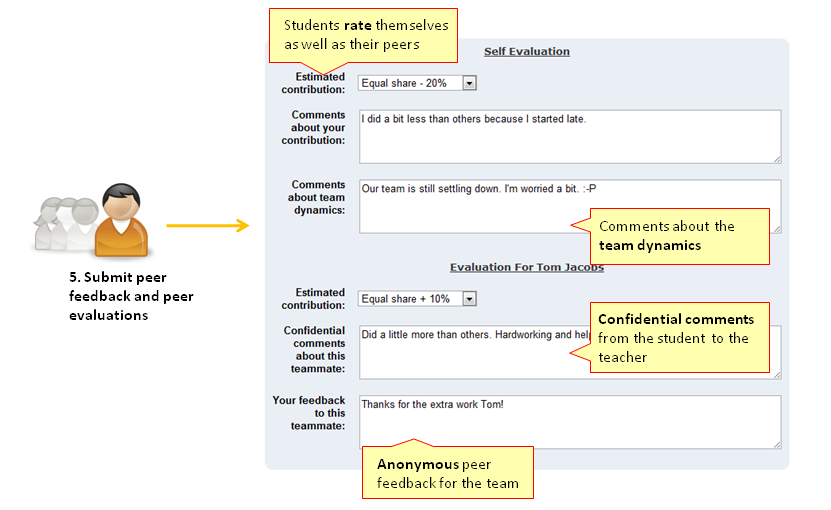 Students rate themselves
as well as their peers
Self Evaluation
Estimated
contribution:
Equal share - 20%
Comments
about your
contribution:
I did a bit less than others because I started late.
Comments
about team
dynamics:
Our team is still settling down. I'm worried a bit. :-P
Comments about the
team dynamics
5. Submit peer
feedback and peer
evaluations
Evaluation For Tom Jacobs
Estimated
contribution:
Equal share + 10%
Confidential
comments
about this
teammate:
Did a little more than others. Hardworking and
Confidential comments
from the student to the
teacher
Your feedback
to this
teammate:
Thanks for the extra work Tom!
Anonymous peer
feedback for the team